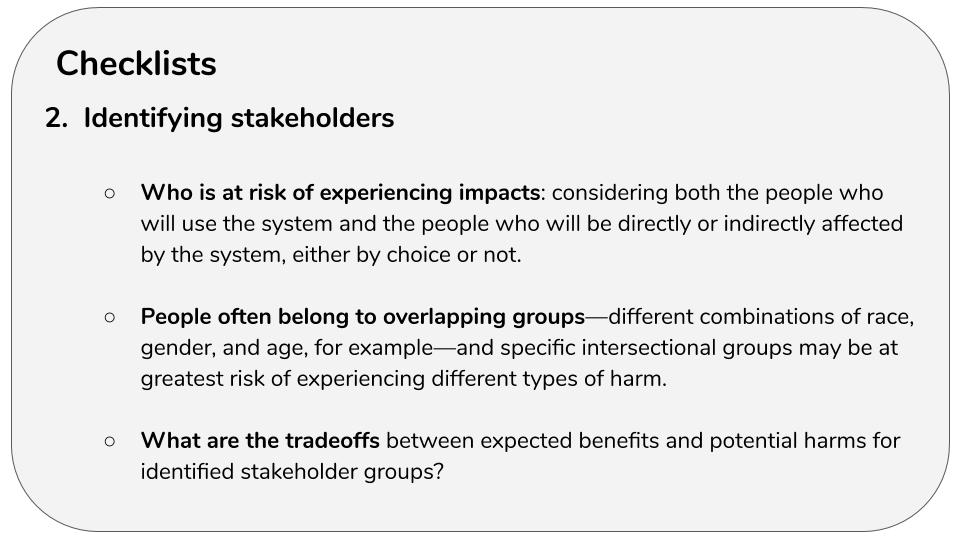 Checklists
2. Identifying stakeholders
○ Who is at risk of experiencing impacts: considering both the people who
will use the system and the people who will be directly or indirectly affected
by the system, either by choice or not.
○ People often belong to overlapping groups—different combinations of race,
gender, and age, for example—and specific intersectional groups may be at
greatest risk of experiencing different types of harm.
○ What are the tradeoffs between expected benefits and potential harms for
identified stakeholder groups?